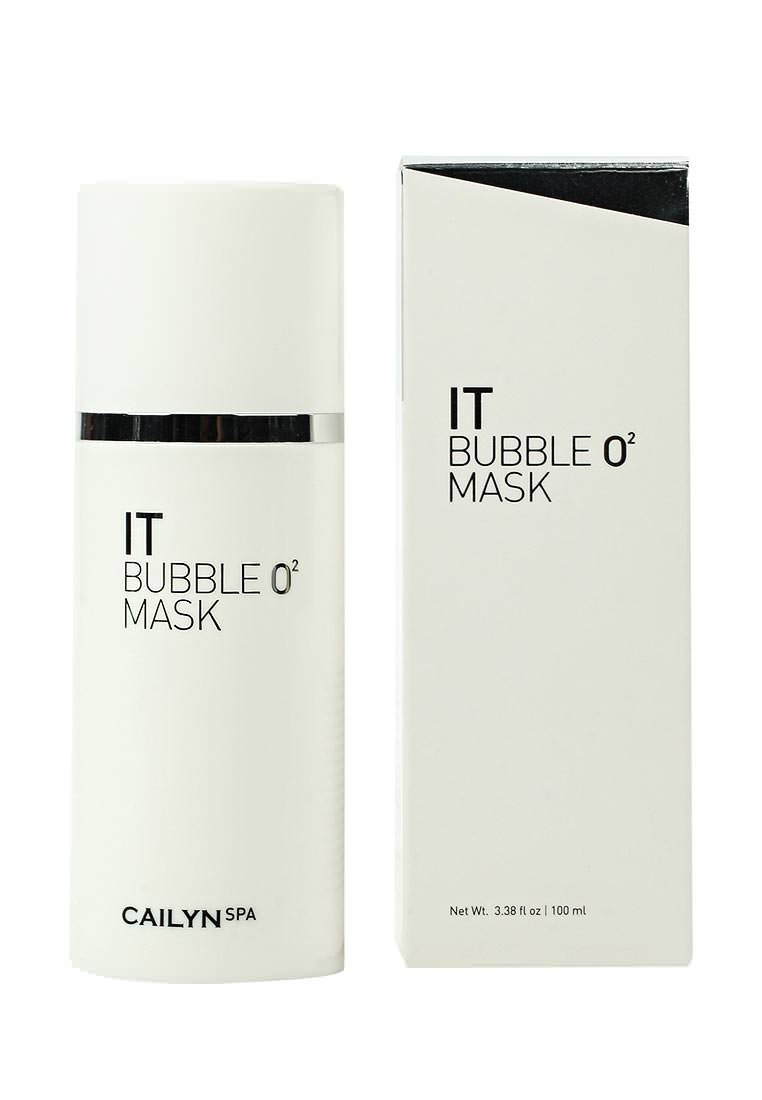 IT
BUBBLE O²
MASK
CAILYN SPA
IT
BUBBLE O²
MASK
Net Wt. 3.38 fl oz | 100 ml